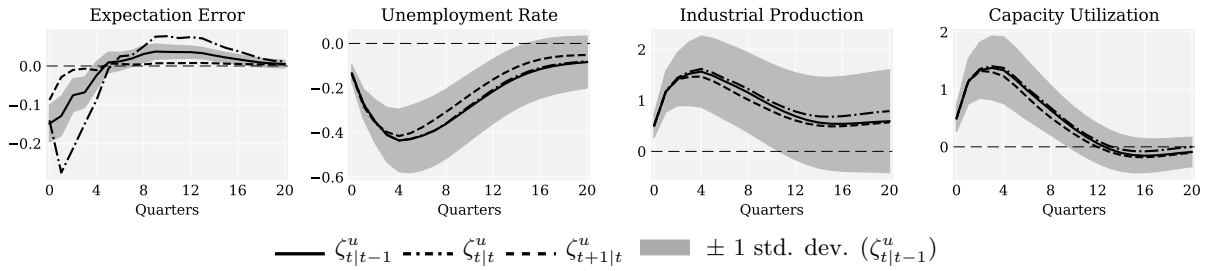 Expectation Error Unemployment Rate Industrial Production Capacity Utilization
0.0 −0.1 −0.2
0 4 8 12 16 20
Quarters
0.0 −0.2 −0.4 −0.6
0 4 8 12 16 20
Quarters
2 1 0
0 4 8 12 16 20
Quarters
2 1 0
0 4 8 12 16 20
Quarters
ζ^u_{t|t−1} ζ^u_{t|t} ζ^u_{t+1|t} ± 1 std. dev. (ζ^u_{t|t−1})